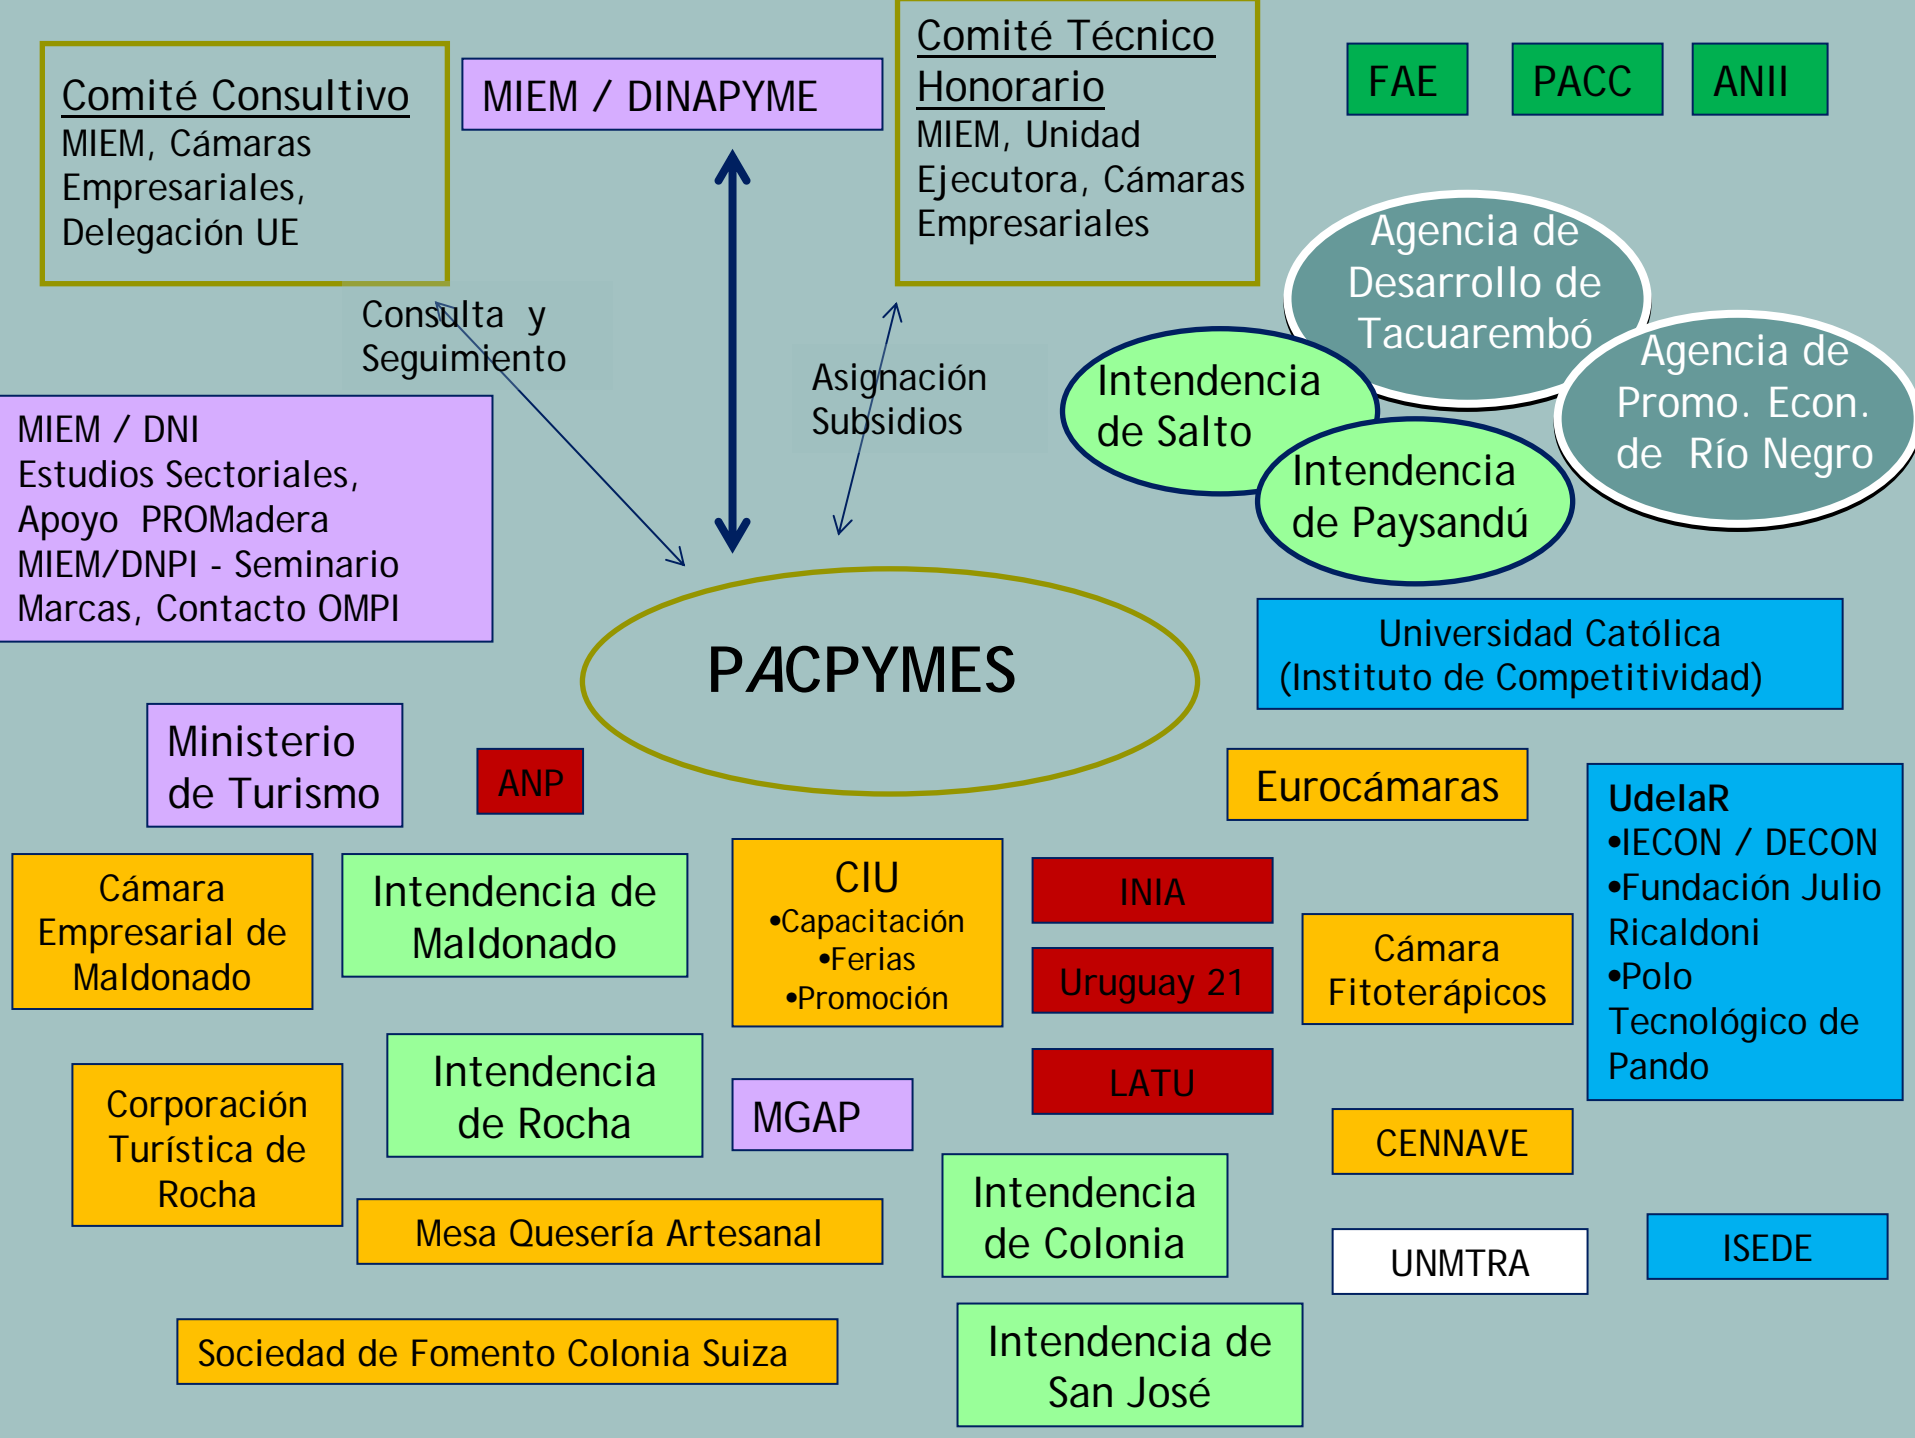 Comité Consultivo
MIEM, Cámaras
Empresariales,
Delegación UE
MIEM / DINAPYME
Comité Técnico
Honorario
MIEM, Unidad
Ejecutora, Cámaras
Empresariales
FAE
PACC
ANII
Agencia de
Desarrollo de
Tacuarembó
Agencia de
Promo. Econ.
de Río Negro
Intendencia
de Salto
Intendencia
de Paysandú
Consulta y
Seguimiento
Asignación
Subsidios
MIEM / DNI
Estudios Sectoriales,
Apoyo PROMadera
MIEM/DNPI - Seminario
Marcas, Contacto OMPI
PACPYMES
Universidad Católica
(Instituto de Competitividad)
Ministerio
de Turismo
ANP
Eurocámaras
UdelaR
•IECON / DECON
•Fundación Julio
Ricaldoni
•Polo
Tecnológico de
Pando
Cámara
Empresarial de
Maldonado
Intendencia de
Maldonado
CIU
•Capacitación
•Ferias
•Promoción
INIA
Uruguay 21
LATU
Cámara
Fitoterápicos
Corporación
Turística de
Rocha
Intendencia
de Rocha
MGAP
CENNAVE
Mesa Quesería Artesanal
Intendencia
de Colonia
UNMTRA
ISEDE
Sociedad de Fomento Colonia Suiza
Intendencia de
San José